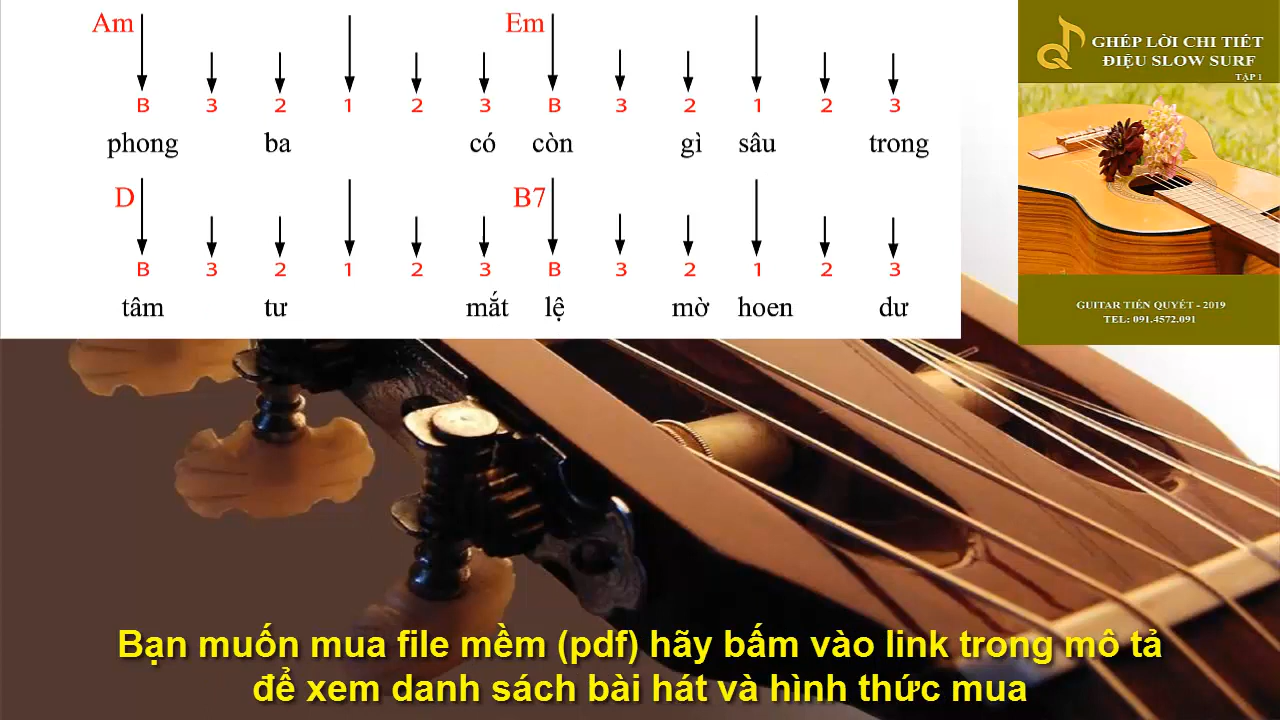 Am Em
B 3 2 1 2 3 B 3 2 1 2 3
phong ba có còn gì sâu trong
D B7
B 3 2 1 2 3 B 3 2 1 2 3
tâm tư mắt lệ mờ hoen dư
GHÉP LỜI CHI TIẾT
ĐIỆU SLOW SURF
TẬP 1
GUITAR TIẾN QUYẾT - 2019
TEL: 091.4572.091
Bạn muốn mua file mềm (pdf) hãy bấm vào link trong mô tả
để xem danh sách bài hát và hình thức mua